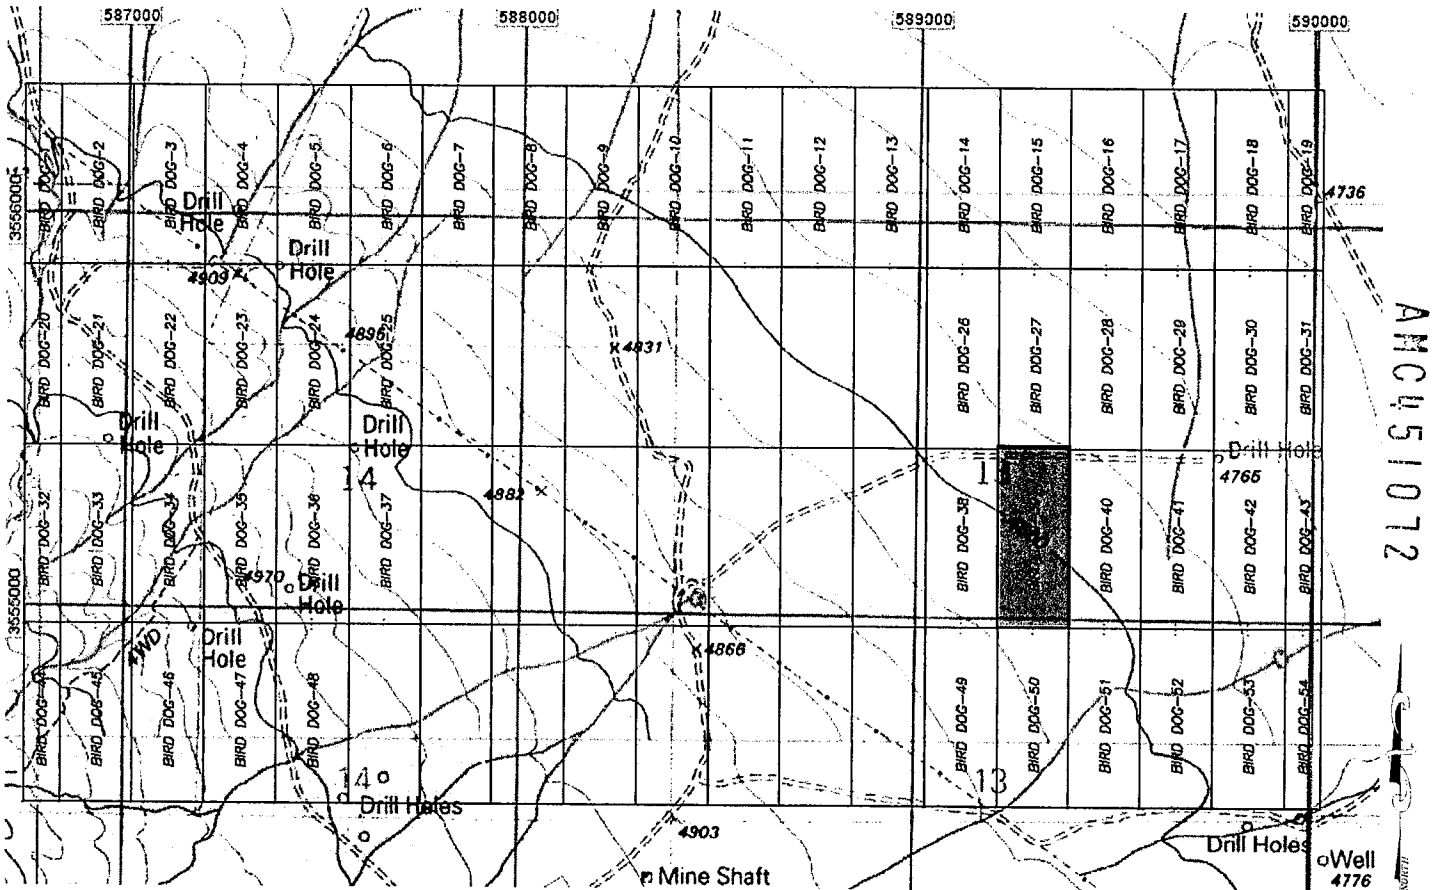 587000
588000
589000
590000
3556000
BIRD DOG-
BIRD DOG-2
BIRD DOG-3
BIRD DOG-4
BIRD DOG-5
BIRD DOG-6
BIRD DOG-7
BIRD DOG-8
BIRD DOG-9
BIRD DOG-10
BIRD DOG-11
BIRD DOG-12
BIRD DOG-13
BIRD DOG-14
BIRD DOG-15
BIRD DOG-16
BIRD DOG-17
BIRD DOG-18
BIRD DOG-19
4736
Drill
Hole
Drill
Hole
4909
BIRD DOG-20
BIRD DOG-21
BIRD DOG-22
BIRD DOG-23
BIRD DOG-24
BIRD DOG-25
4895
4831
BIRD DOG-26
BIRD DOG-27
BIRD DOG-28
BIRD DOG-29
BIRD DOG-30
BIRD DOG-31
AMC451072
Drill
Hole
Drill
Hole
14
4882
Drill Hole
4765
BIRD DOG-32
BIRD DOG-33
BIRD DOG-34
BIRD DOG-35
BIRD DOG-36
BIRD DOG-37
BIRD DOG-38
BIRD DOG-40
BIRD DOG-41
BIRD DOG-42
BIRD DOG-43
4970
Drill
Hole
3555000
4WD
Drill
Hole
4866
BIRD DOG-44
BIRD DOG-45
BIRD DOG-46
BIRD DOG-47
BIRD DOG-48
BIRD DOG-49
BIRD DOG-50
BIRD DOG-51
BIRD DOG-52
BIRD DOG-53
BIRD DOG-54
14
13
Drill Holes
4903
Drill Holes
Mine Shaft
Well
4776
NORTH